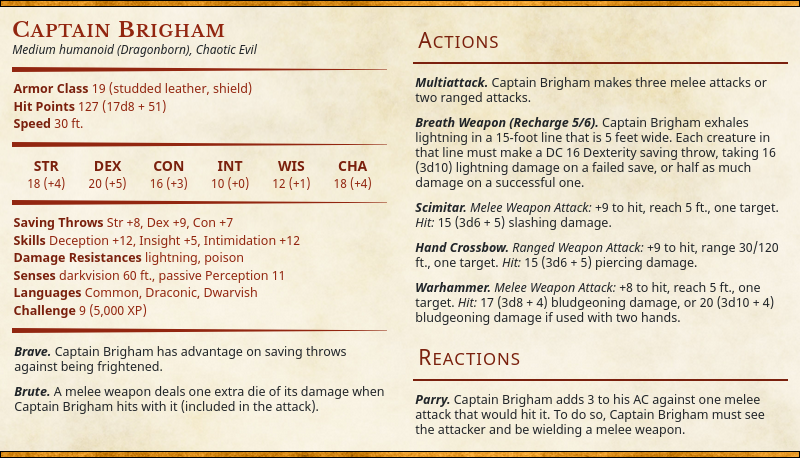 Captain Brigham
Medium humanoid (Dragonborn), Chaotic Evil
Armor Class 19 (studded leather, shield)
Hit Points 127 (17d8 + 51)
Speed 30 ft.
STR DEX CON INT WIS CHA
18 (+4) 20 (+5) 16 (+3) 10 (+0) 12 (+1) 18 (+4)
Saving Throws Str +8, Dex +9, Con +7
Skills Deception +12, Insight +5, Intimidation +12
Damage Resistances lightning, poison
Senses darkvision 60 ft., passive Perception 11
Languages Common, Draconic, Dwarvish
Challenge 9 (5,000 XP)
Brave. Captain Brigham has advantage on saving throws
against being frightened.
Brute. A melee weapon deals one extra die of its damage when
Captain Brigham hits with it (included in the attack).
Actions
Multiattack. Captain Brigham makes three melee attacks or
two ranged attacks.
Breath Weapon (Recharge 5/6). Captain Brigham exhales
lightning in a 15-foot line that is 5 feet wide. Each creature in
that line must make a DC 16 Dexterity saving throw, taking 16
(3d10) lightning damage on a failed save, or half as much
damage on a successful one.
Scimitar. Melee Weapon Attack: +9 to hit, reach 5 ft., one target.
Hit: 15 (3d6 + 5) slashing damage.
Hand Crossbow. Ranged Weapon Attack: +9 to hit, range 30/120
ft., one target. Hit: 15 (3d6 + 5) piercing damage.
Warhammer. Melee Weapon Attack: +8 to hit, reach 5 ft., one
target. Hit: 17 (3d8 + 4) bludgeoning damage, or 20 (3d10 + 4)
bludgeoning damage if used with two hands.
Reactions
Parry. Captain Brigham adds 3 to his AC against one melee
attack that would hit it. To do so, Captain Brigham must see
the attacker and be wielding a melee weapon.